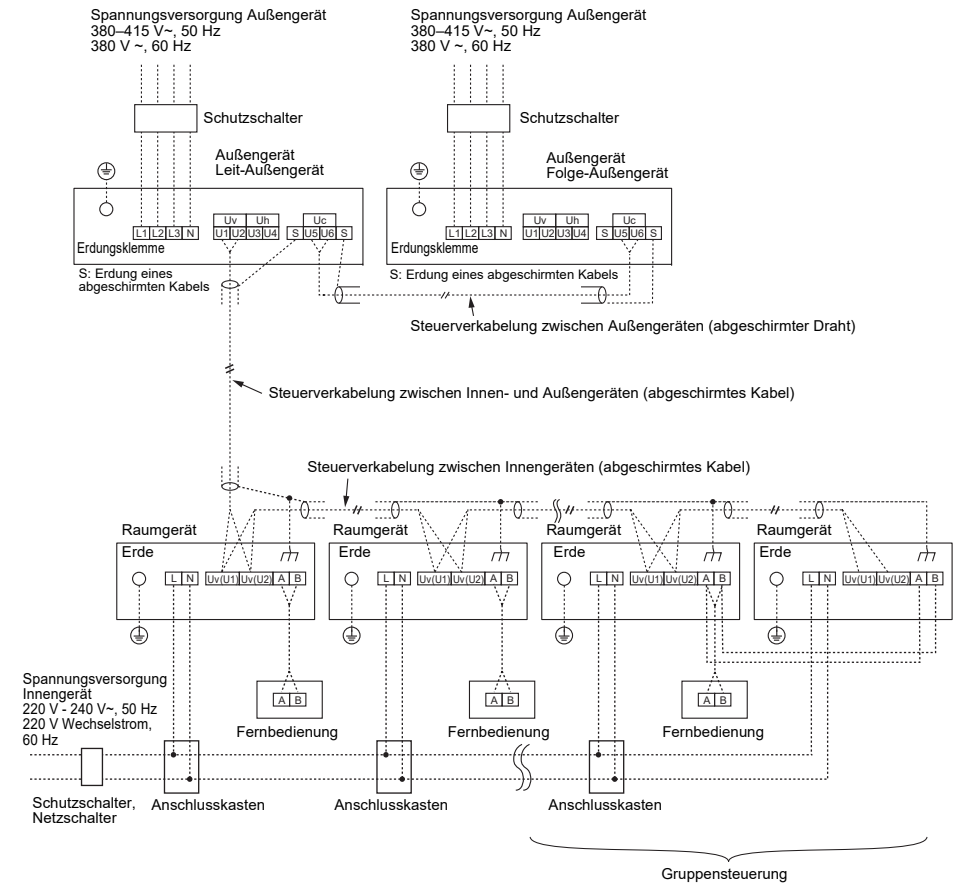 Spannungsversorgung Außengerät
380–415 V~, 50 Hz
380 V ~, 60 Hz
Spannungsversorgung Außengerät
380–415 V~, 50 Hz
380 V ~, 60 Hz
Schutzschalter
Schutzschalter
Außengerät
Leit-Außengerät
Außengerät
Folge-Außengerät
Uv Uh Uc
L1 L2 L3 N U1 U2 U3 U4 S U5 U6 S
Erdungsklemme
Uv Uh Uc
L1 L2 L3 N U1 U2 U3 U4 S U5 U6 S
Erdungsklemme
S: Erdung eines
abgeschirmten Kabels
S: Erdung eines abgeschirmten Kabels
Steuerverkabelung zwischen Außengeräten (abgeschirmter Draht)
Steuerverkabelung zwischen Innen- und Außengeräten (abgeschirmtes Kabel)
Steuerverkabelung zwischen Innengeräten (abgeschirmtes Kabel)
Raumgerät
Raumgerät
Raumgerät
Raumgerät
Erde
Erde
Erde
Erde
L N Uv(U1) Uv(U2) A B
L N Uv(U1) Uv(U2) A B
L N Uv(U1) Uv(U2) A B
L N Uv(U1) Uv(U2) A B
Spannungsversorgung
Innengerät
220 V - 240 V~, 50 Hz
220 V Wechselstrom,
60 Hz
A B
A B
A B
Fernbedienung
Fernbedienung
Fernbedienung
Schutzschalter,
Netzschalter
Anschlusskasten
Anschlusskasten
Anschlusskasten
Gruppensteuerung